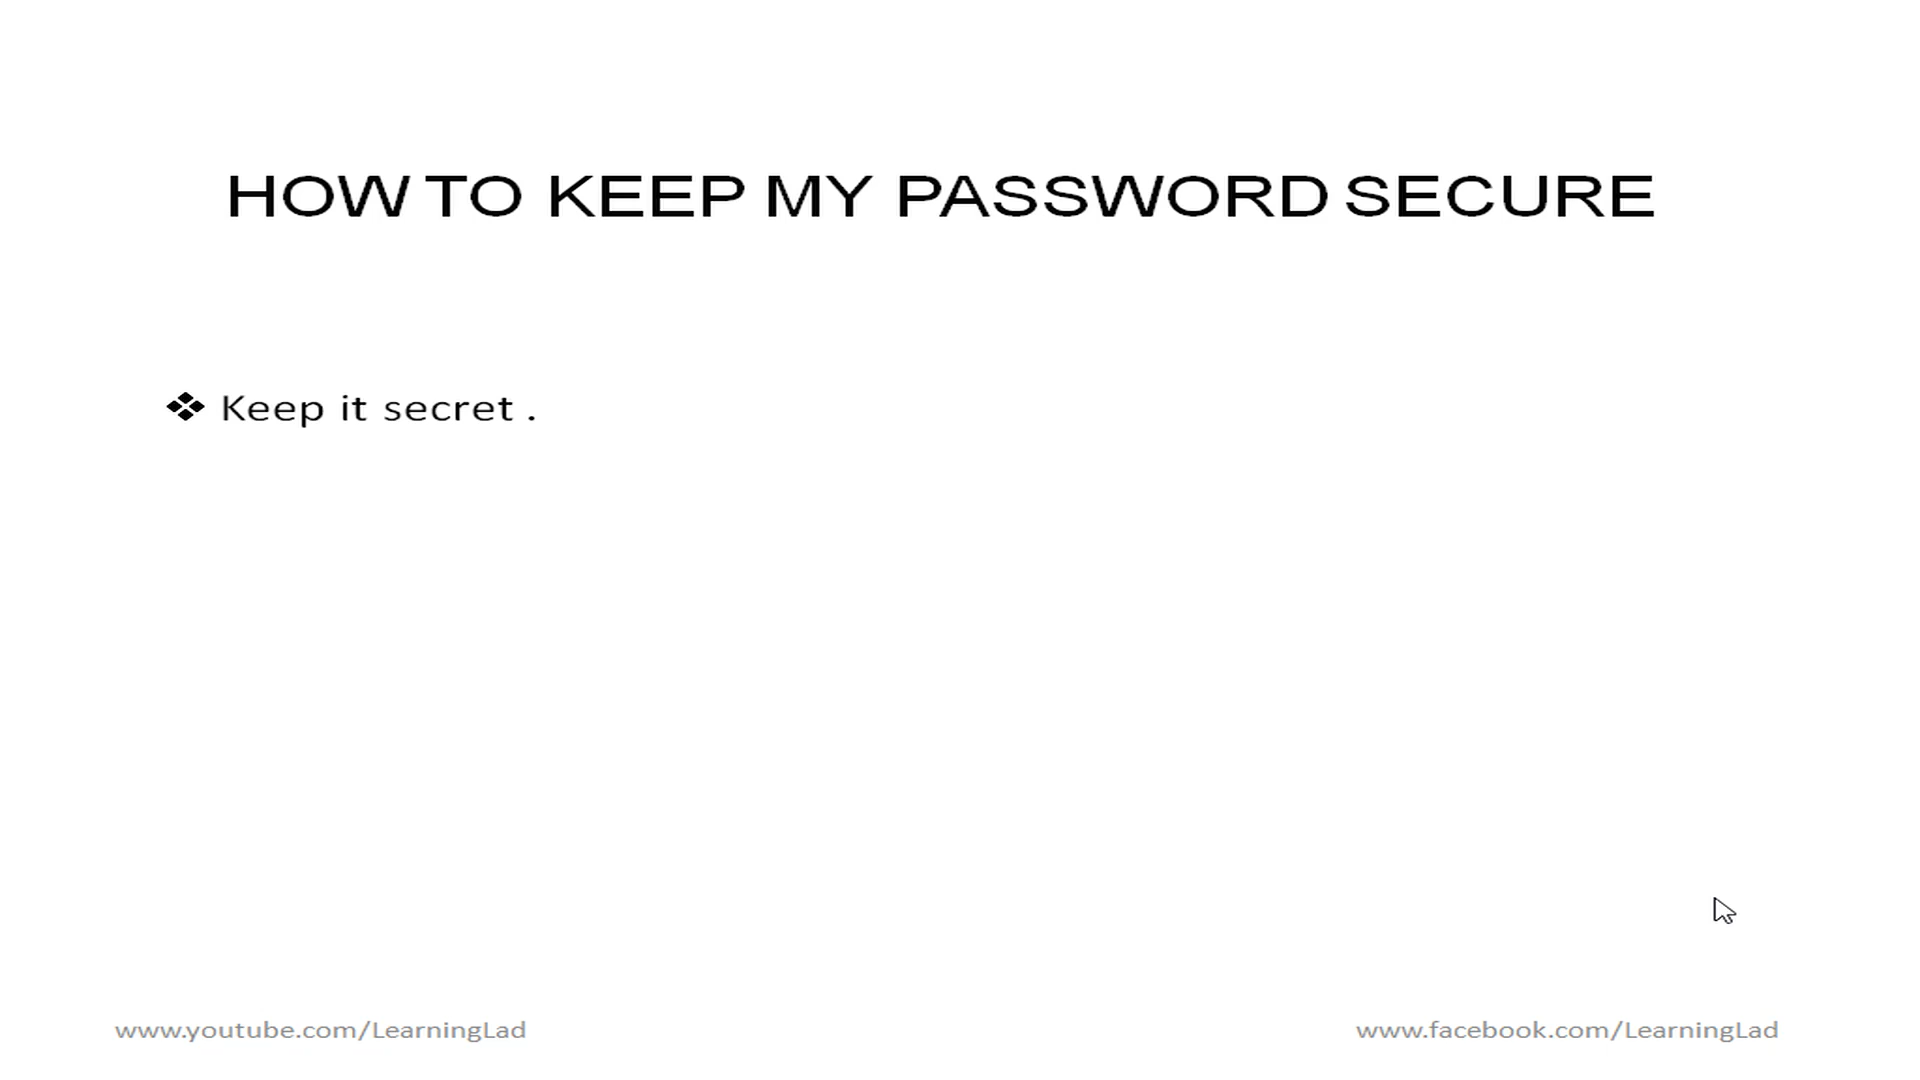 HOW TO KEEP MY PASSWORD SECURE
❖ Keep it secret .
www.youtube.com/LearningLad
www.facebook.com/LearningLad